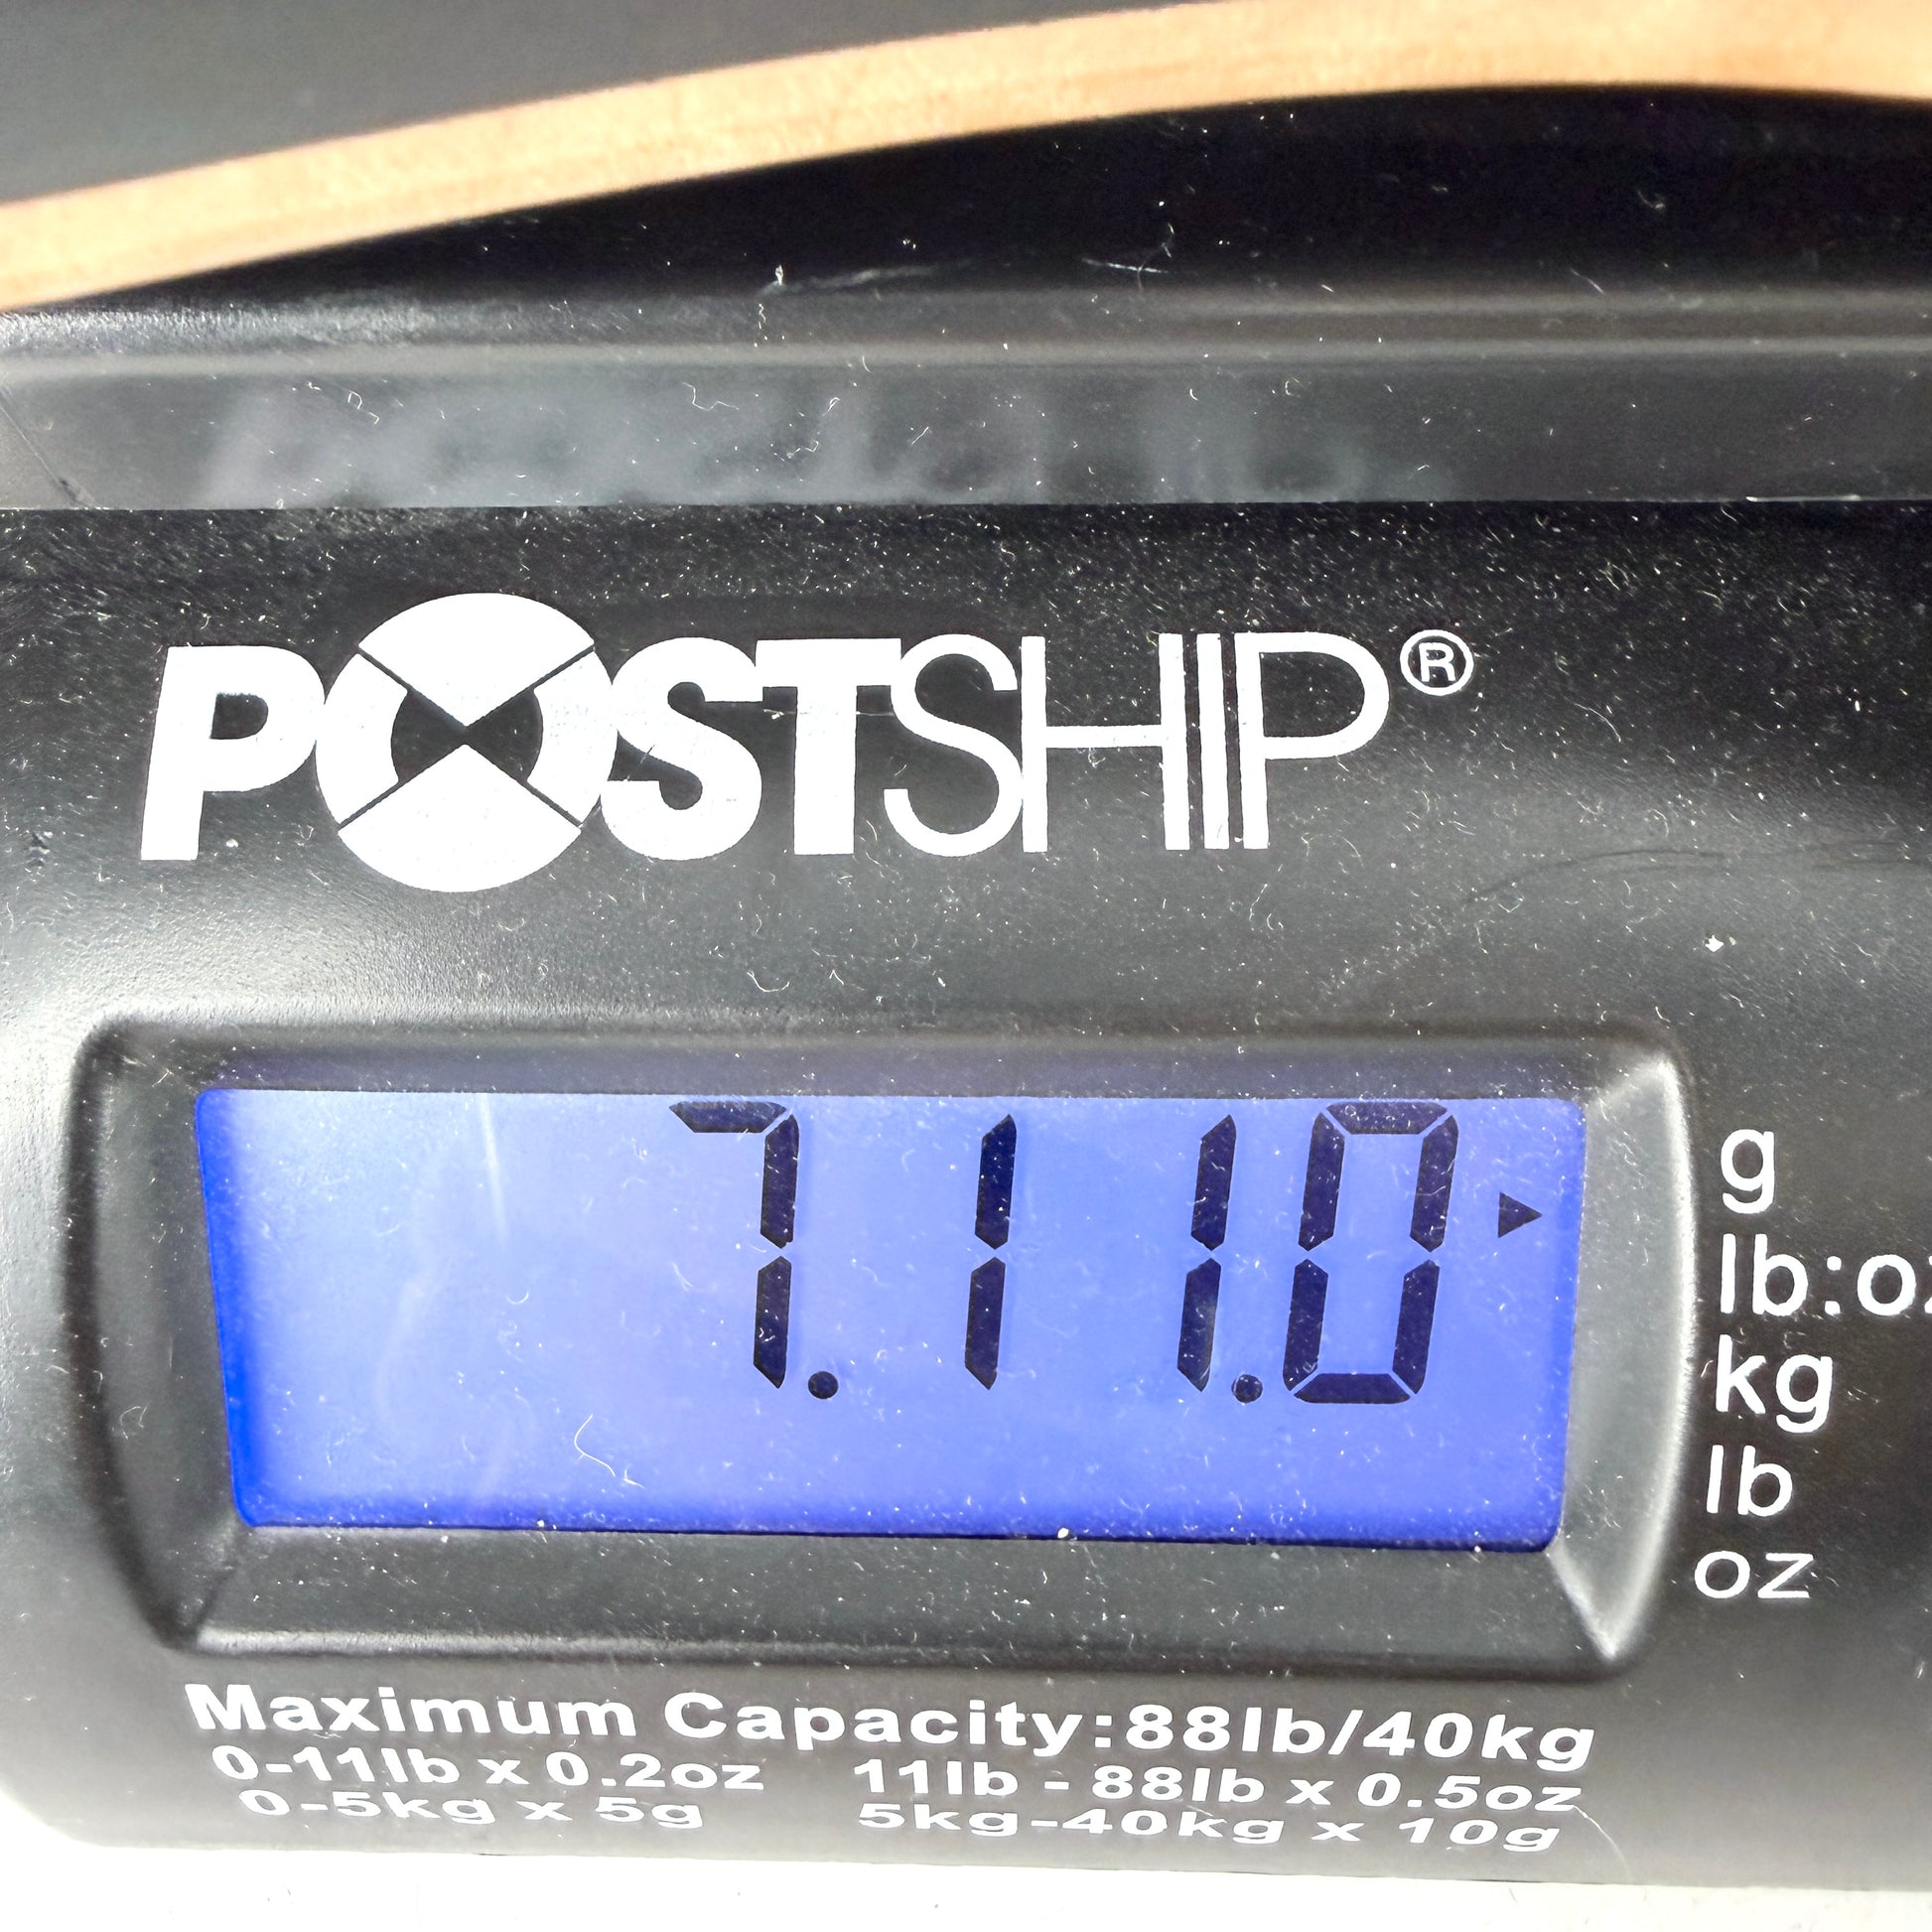 POSTSHIP®
7.11.0
g
lb:oz
kg
lb
oz
Maximum Capacity:88lb/40kg
0-11lb x 0.2oz 11lb - 88lb x 0.5oz
0-5kg x 5g 5kg-40kg x 10g